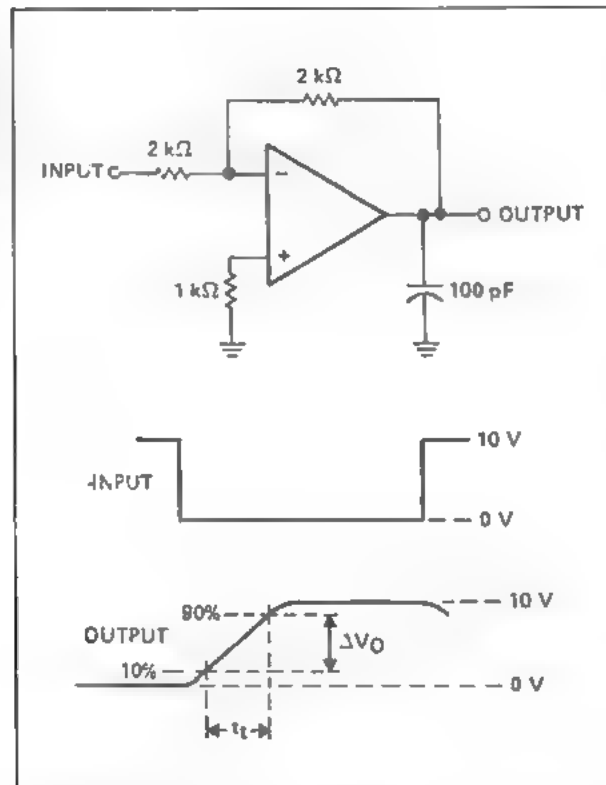 2 kΩ
2 kΩ
INPUT
−
OUTPUT
+
1 kΩ
100 pF
10 V
INPUT
0 V
90%
10 V
OUTPUT
ΔVO
10%
0 V
tt